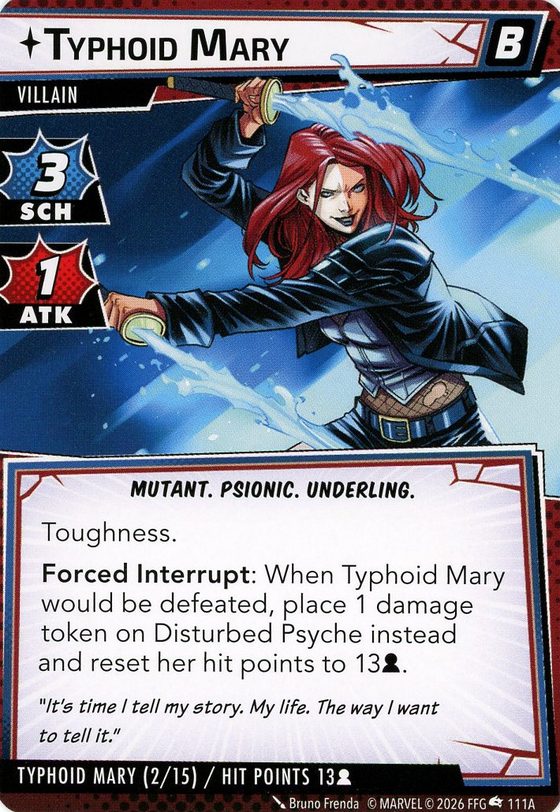 TYPHOID MARY
B
VILLAIN
3
SCH
1
ATK
MUTANT. PSIONIC. UNDERLING.
Toughness.
Forced Interrupt: When Typhoid Mary
would be defeated, place 1 damage
token on Disturbed Psyche instead
and reset her hit points to 13.
"It's time I tell my story. My life. The way I want
to tell it."
TYPHOID MARY (2/15) / HIT POINTS 13
Bruno Frenda © MARVEL © 2026 FFG 111A